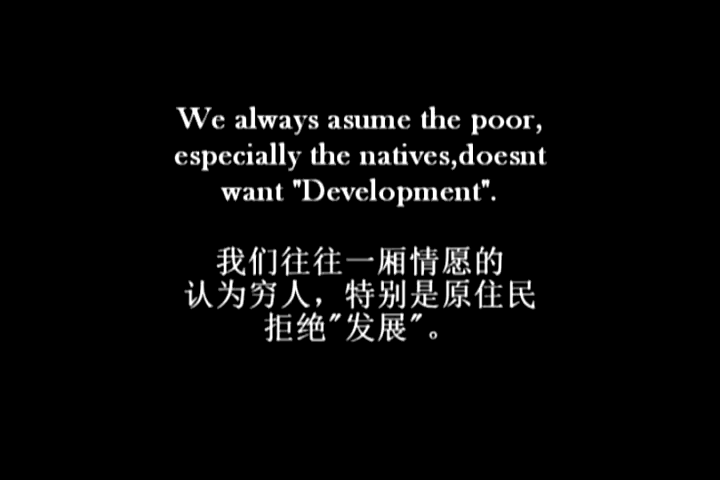 We always asume the poor,
especially the natives,doesnt
want "Development".
我们往往一厢情愿的
认为穷人，特别是原住民
拒绝"发展"。